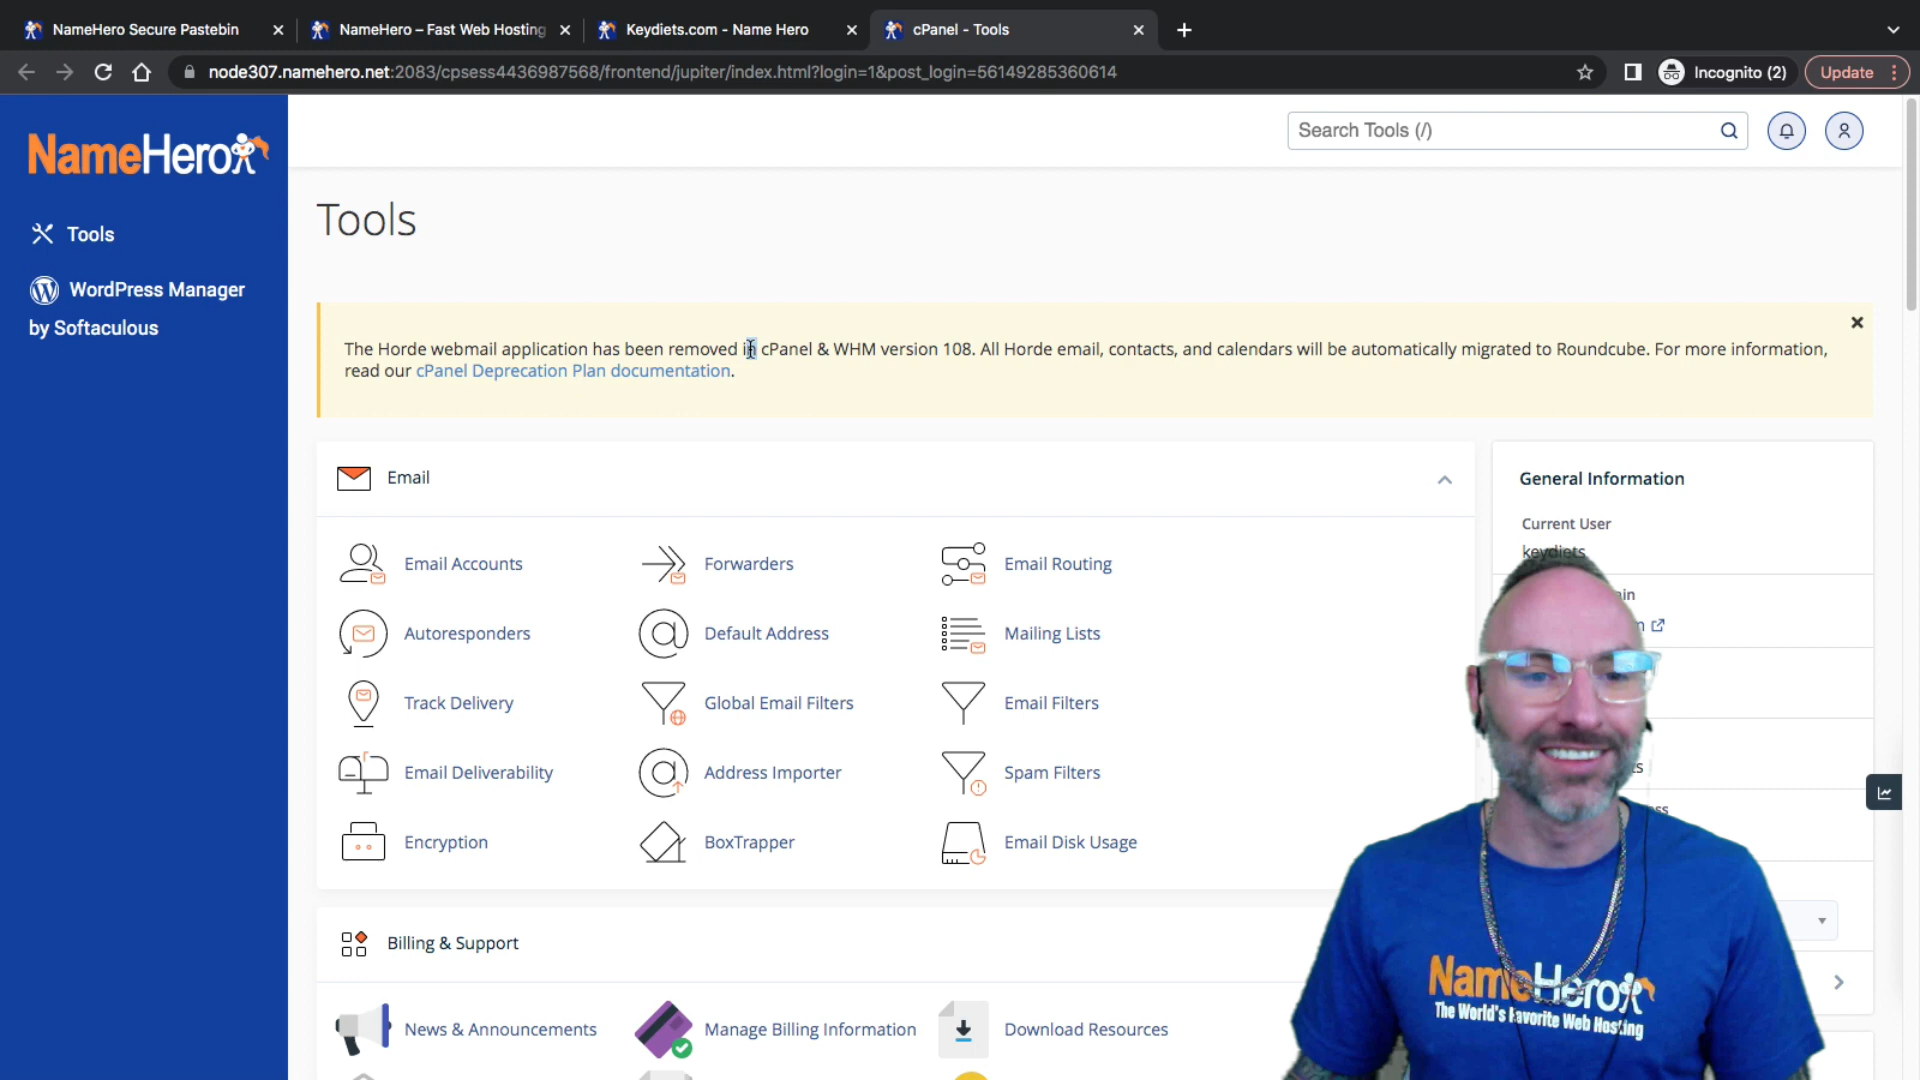 NameHero Secure Pastebin
NameHero – Fast Web Hosting
Keydiets.com - Name Hero
cPanel - Tools
node307.namehero.net:2083/cpsess4436987568/frontend/jupiter/index.html?login=1&post_login=56149285360614
Incognito (2)
Update
NameHero
Search Tools (/)
Tools
WordPress Manager
by Softaculous
Tools
The Horde webmail application has been removed in cPanel & WHM version 108. All Horde email, contacts, and calendars will be automatically migrated to Roundcube. For more information,
read our cPanel Deprecation Plan documentation.
Email
Email Accounts
Forwarders
Email Routing
Autoresponders
Default Address
Mailing Lists
Track Delivery
Global Email Filters
Email Filters
Email Deliverability
Address Importer
Spam Filters
Encryption
BoxTrapper
Email Disk Usage
General Information
Current User
keydiets
Billing & Support
News & Announcements
Manage Billing Information
Download Resources
NameHero
The World's Favorite Web Hosting